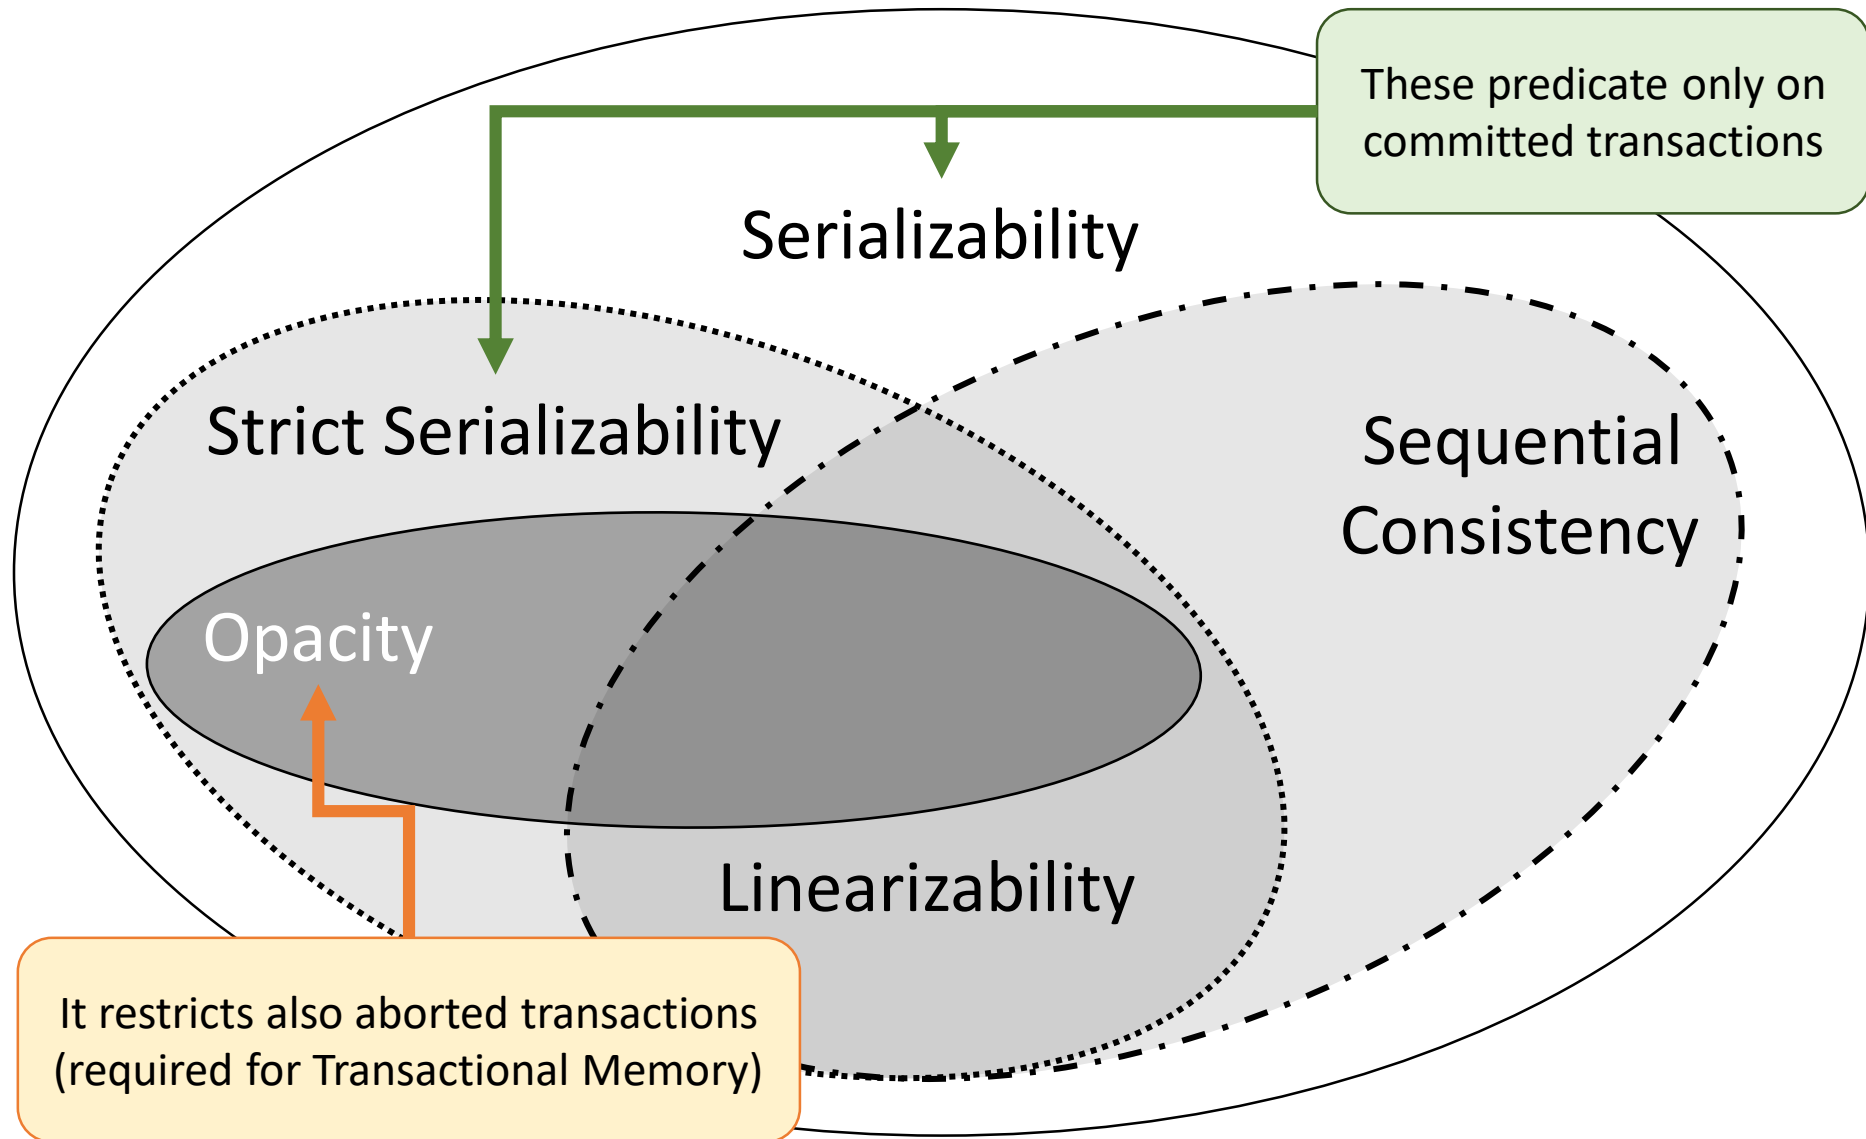 These predicate only on
committed transactions
Serializability
Strict Serializability
Sequential
Consistency
Opacity
Linearizability
It restricts also aborted transactions
(required for Transactional Memory)